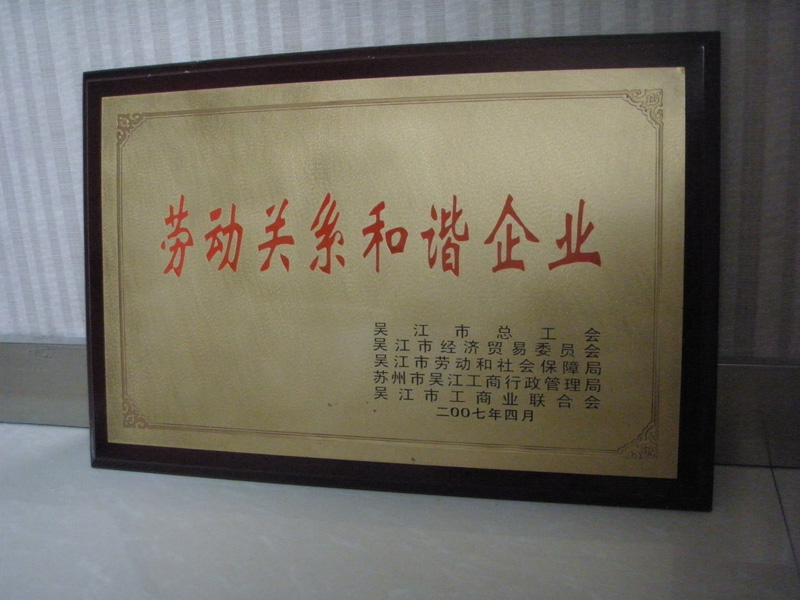 劳动关系和谐企业
吴江市总工会
吴江市经济贸易委员会
吴江市劳动和社会保障局
苏州市吴江工商行政管理局
吴江市工商业联合会
二〇〇七年四月